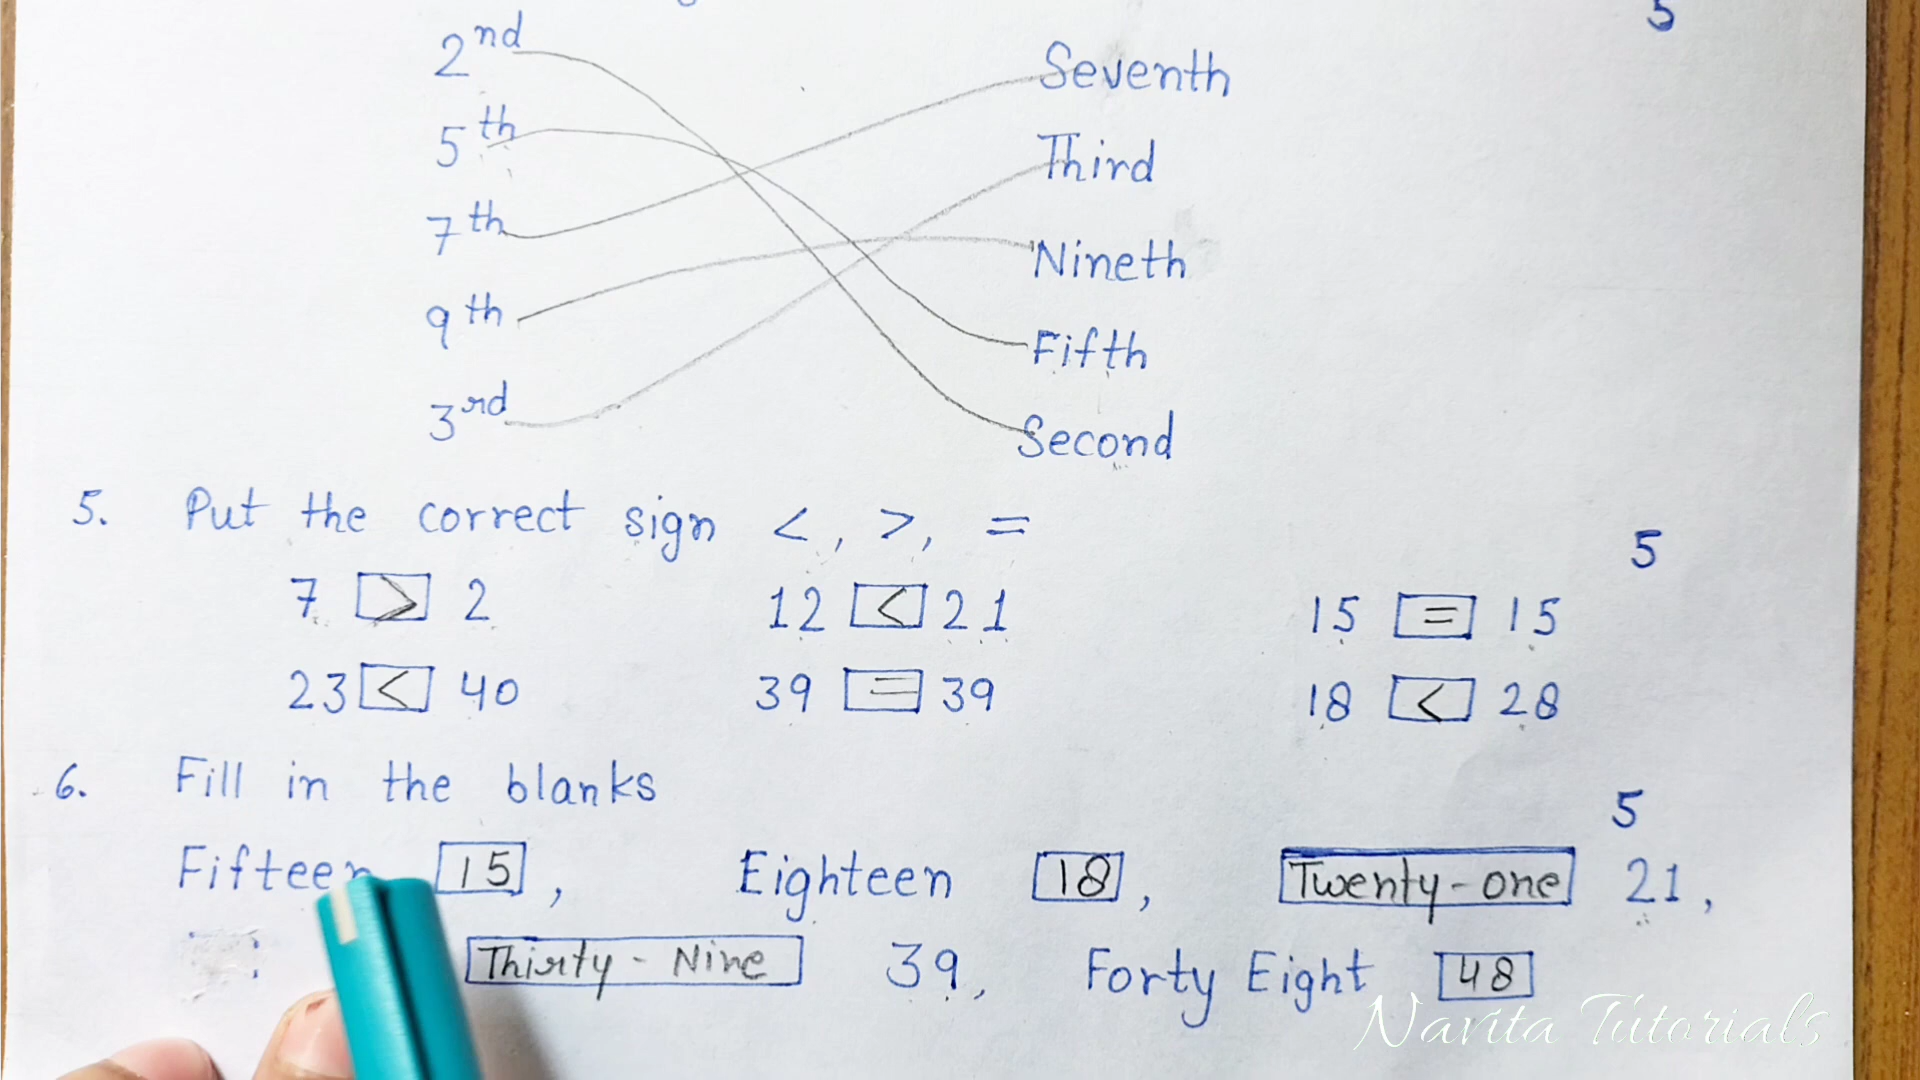 5
2nd Seventh
5th Third
7th Nineth
9th Fifth
3rd Second
5. Put the correct sign <, >, = 5
7 > 2 12 < 21 15 = 15
23 < 40 39 = 39 18 < 28
6. Fill in the blanks 5
Fifteen 15, Eighteen 18, Twenty-one 21,
Thirty-Nine 39, Forty Eight 48
Navita Tutorials